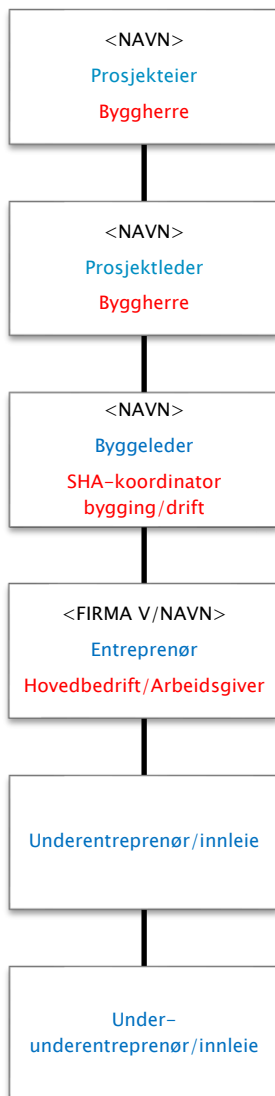 <NAVN>
Prosjekteier
Byggherre
<NAVN>
Prosjektleder
Byggherre
<NAVN>
Byggeleder
SHA-koordinator
bygging/drift
<FIRMA V/NAVN>
Entreprenør
Hovedbedrift/Arbeidsgiver
Underentreprenør/innleie
Under-
underentreprenør/innleie